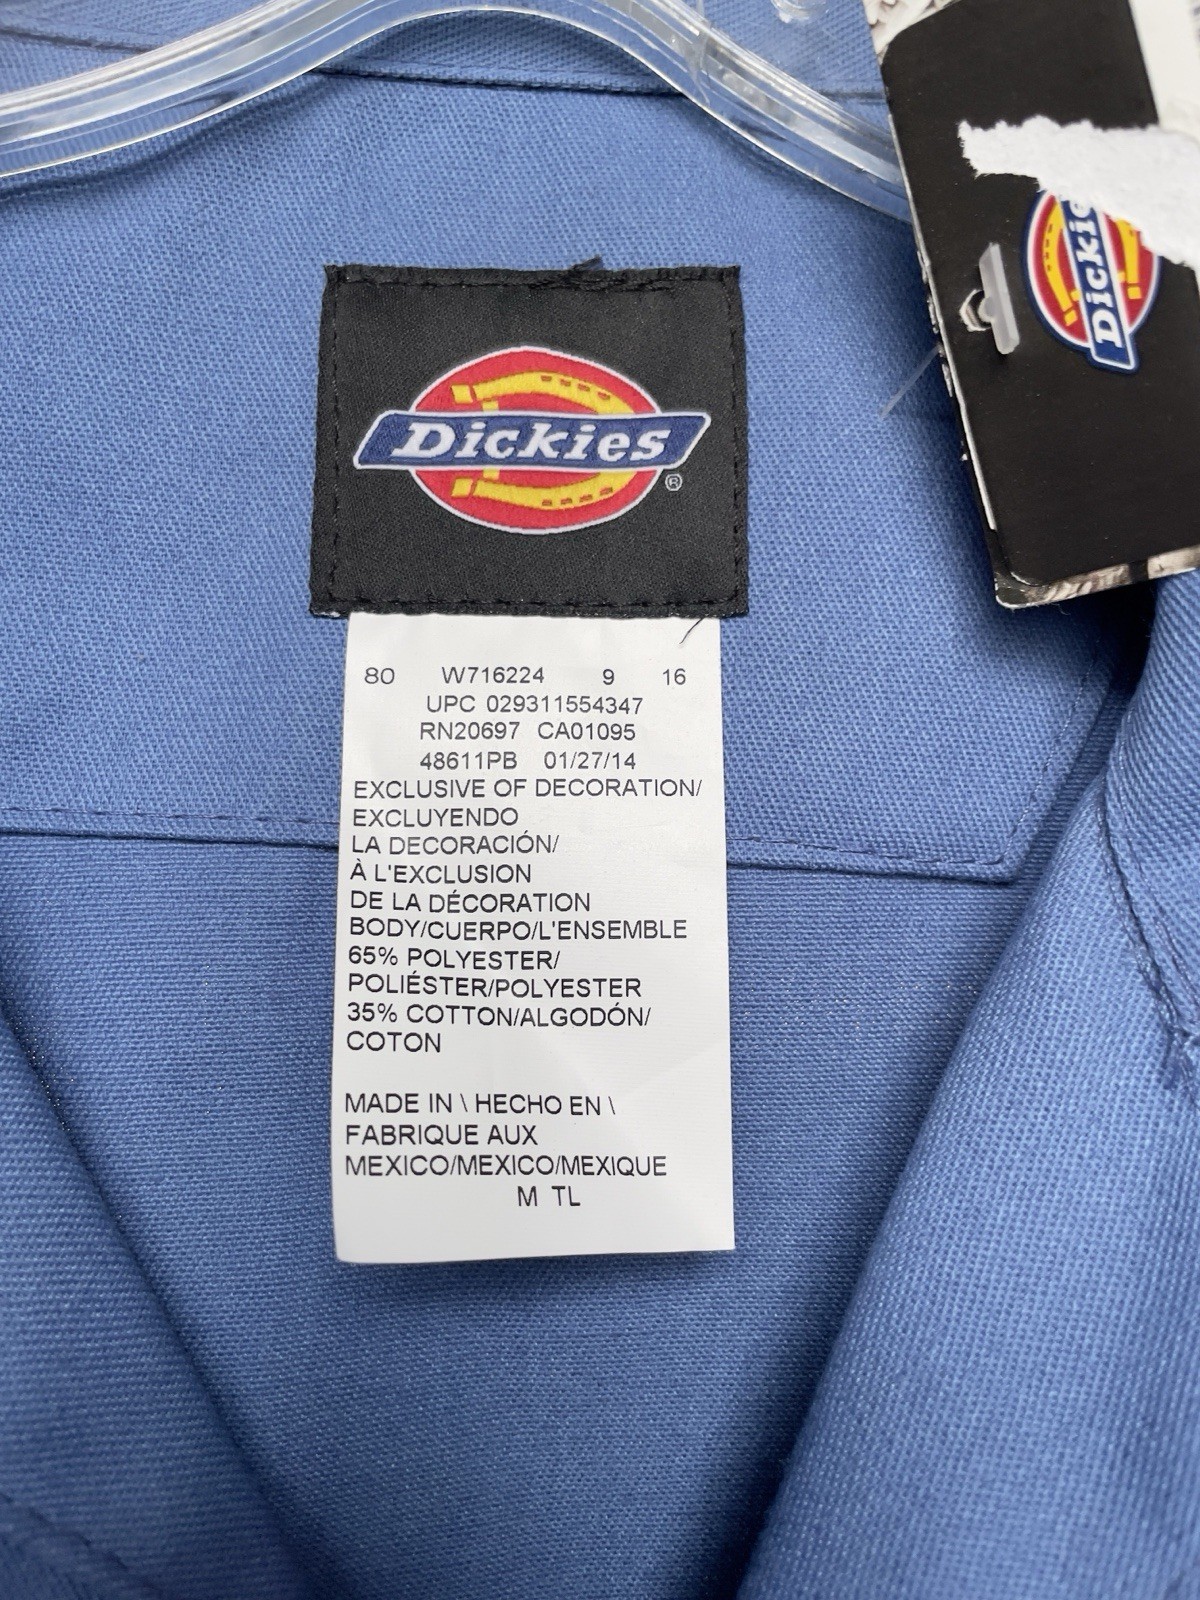 Dickies
®
80 W716224 9 16
UPC 029311554347
RN20697 CA01095
48611PB 01/27/14
EXCLUSIVE OF DECORATION/
EXCLUYENDO
LA DECORACIÓN/
À L'EXCLUSION
DE LA DÉCORATION
BODY/CUERPO/L'ENSEMBLE
65% POLYESTER/
POLIÉSTER/POLYESTER
35% COTTON/ALGODÓN/
COTON
MADE IN \ HECHO EN \
FABRIQUE AUX
MEXICO/MEXICO/MEXIQUE
M TL
Dickie